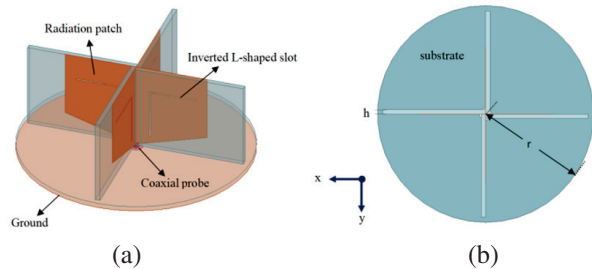 Radiation patch
Inverted L-shaped slot
Coaxial probe
Ground
(a)
substrate
h
r
x
y
(b)